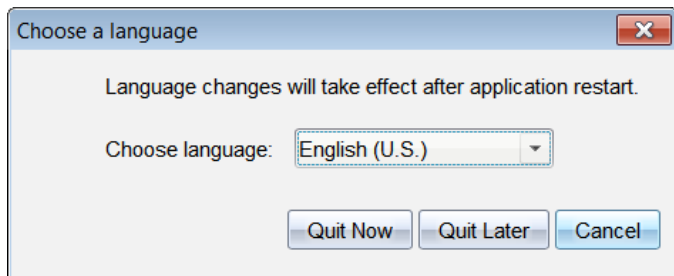 Choose a language
Language changes will take effect after application restart.
Choose language: English (U.S.)
Quit Now Quit Later Cancel